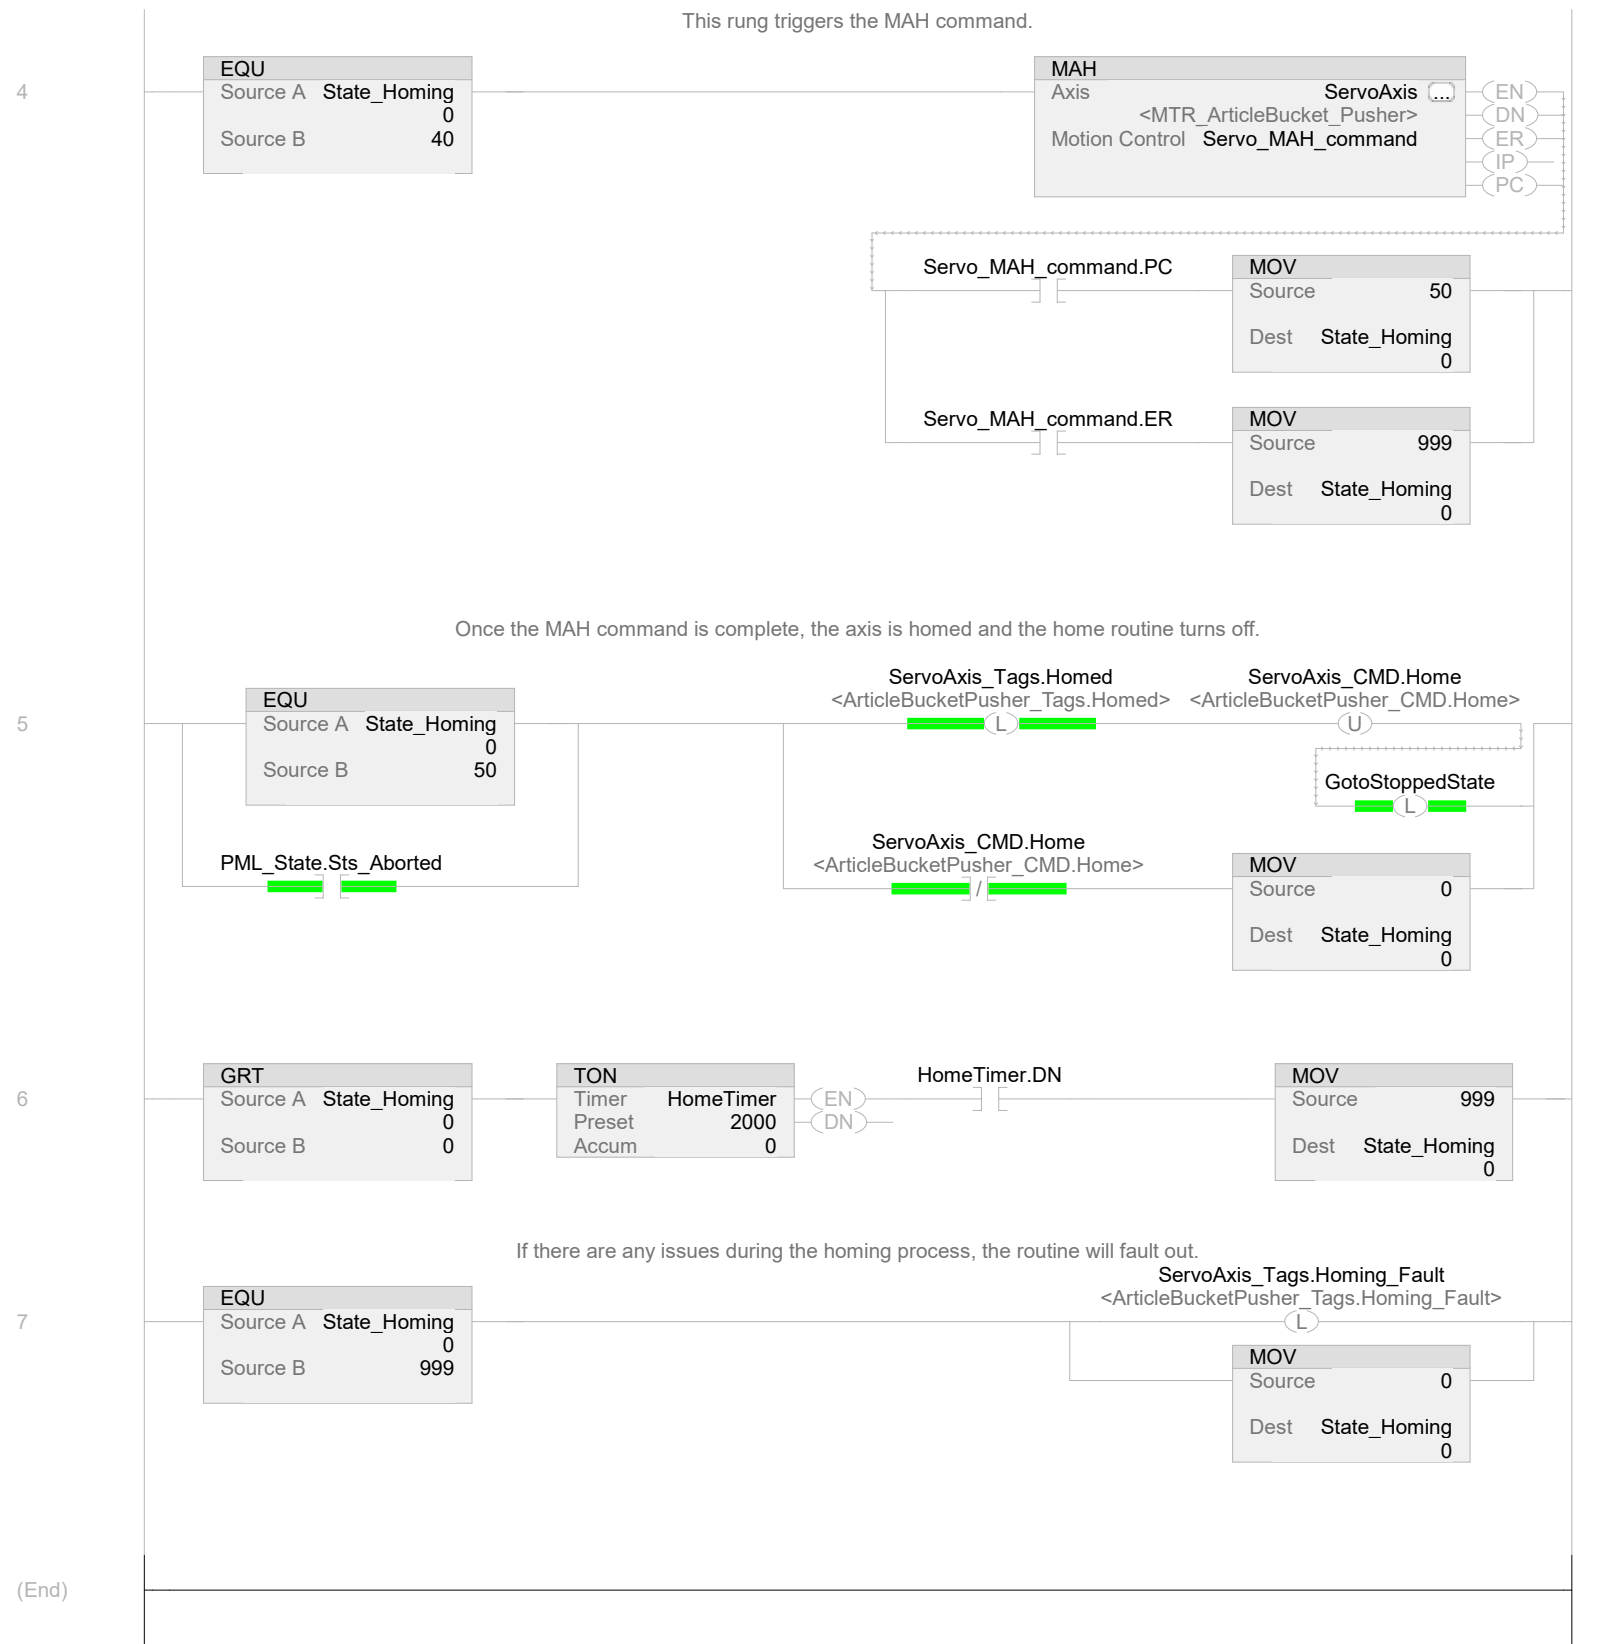 This rung triggers the MAH command.
4
EQU
Source A State_Homing
0
Source B 40
MAH
Axis ServoAxis ...
<MTR_ArticleBucket_Pusher>
Motion Control Servo_MAH_command
EN
DN
ER
IP
PC
Servo_MAH_command.PC
MOV
Source 50
Dest State_Homing
0
Servo_MAH_command.ER
MOV
Source 999
Dest State_Homing
0
Once the MAH command is complete, the axis is homed and the home routine turns off.
5
EQU
Source A State_Homing
0
Source B 50
PML_State.Sts_Aborted
ServoAxis_Tags.Homed
<ArticleBucketPusher_Tags.Homed>
L
ServoAxis_CMD.Home
<ArticleBucketPusher_CMD.Home>
U
GotoStoppedState
L
ServoAxis_CMD.Home
<ArticleBucketPusher_CMD.Home>
/
MOV
Source 0
Dest State_Homing
0
6
GRT
Source A State_Homing
0
Source B 0
TON
Timer HomeTimer
Preset 2000
Accum 0
EN
DN
HomeTimer.DN
MOV
Source 999
Dest State_Homing
0
If there are any issues during the homing process, the routine will fault out.
7
EQU
Source A State_Homing
0
Source B 999
ServoAxis_Tags.Homing_Fault
<ArticleBucketPusher_Tags.Homing_Fault>
L
MOV
Source 0
Dest State_Homing
0
(End)